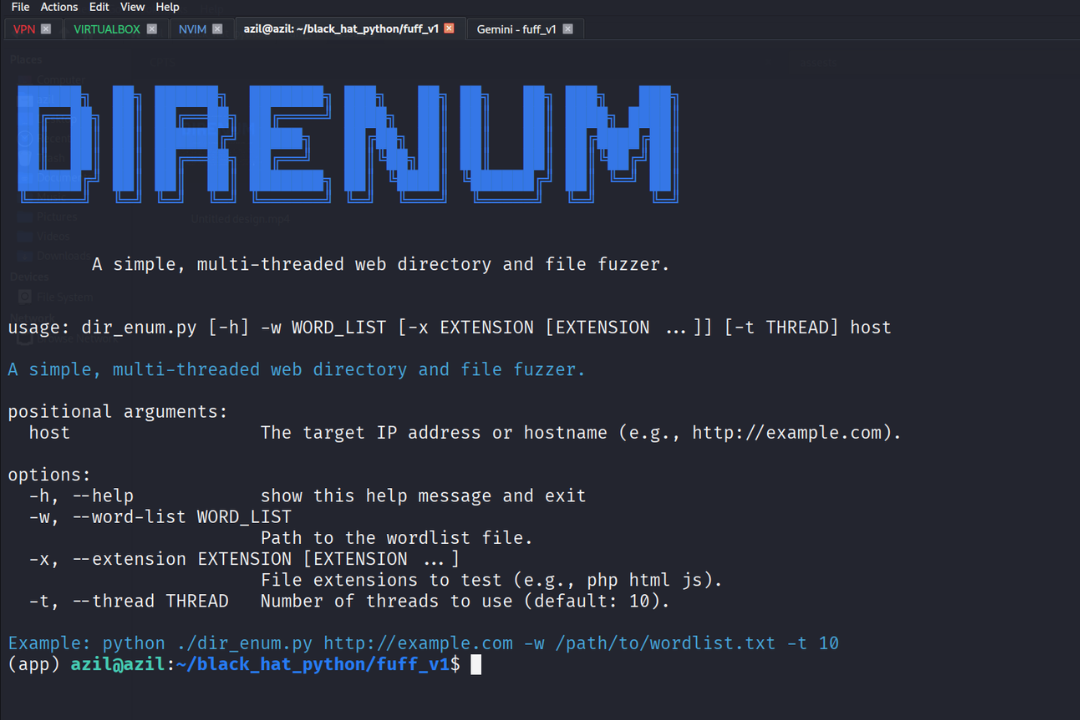 File Actions Edit View Help
VPN VIRTUALBOX NVIM azil@azil: ~/black_hat_python/fuff_v1 Gemini - fuff_v1
DIRENUM
A simple, multi-threaded web directory and file fuzzer.
usage: dir_enum.py [-h] -w WORD_LIST [-x EXTENSION [EXTENSION ...]] [-t THREAD] host
A simple, multi-threaded web directory and file fuzzer.
positional arguments:
host The target IP address or hostname (e.g., http://example.com).
options:
-h, --help show this help message and exit
-w, --word-list WORD_LIST
Path to the wordlist file.
-x, --extension EXTENSION [EXTENSION ...]
File extensions to test (e.g., php html js).
-t, --thread THREAD Number of threads to use (default: 10).
Example: python ./dir_enum.py http://example.com -w /path/to/wordlist.txt -t 10
(app) azil@azil:~/black_hat_python/fuff_v1$